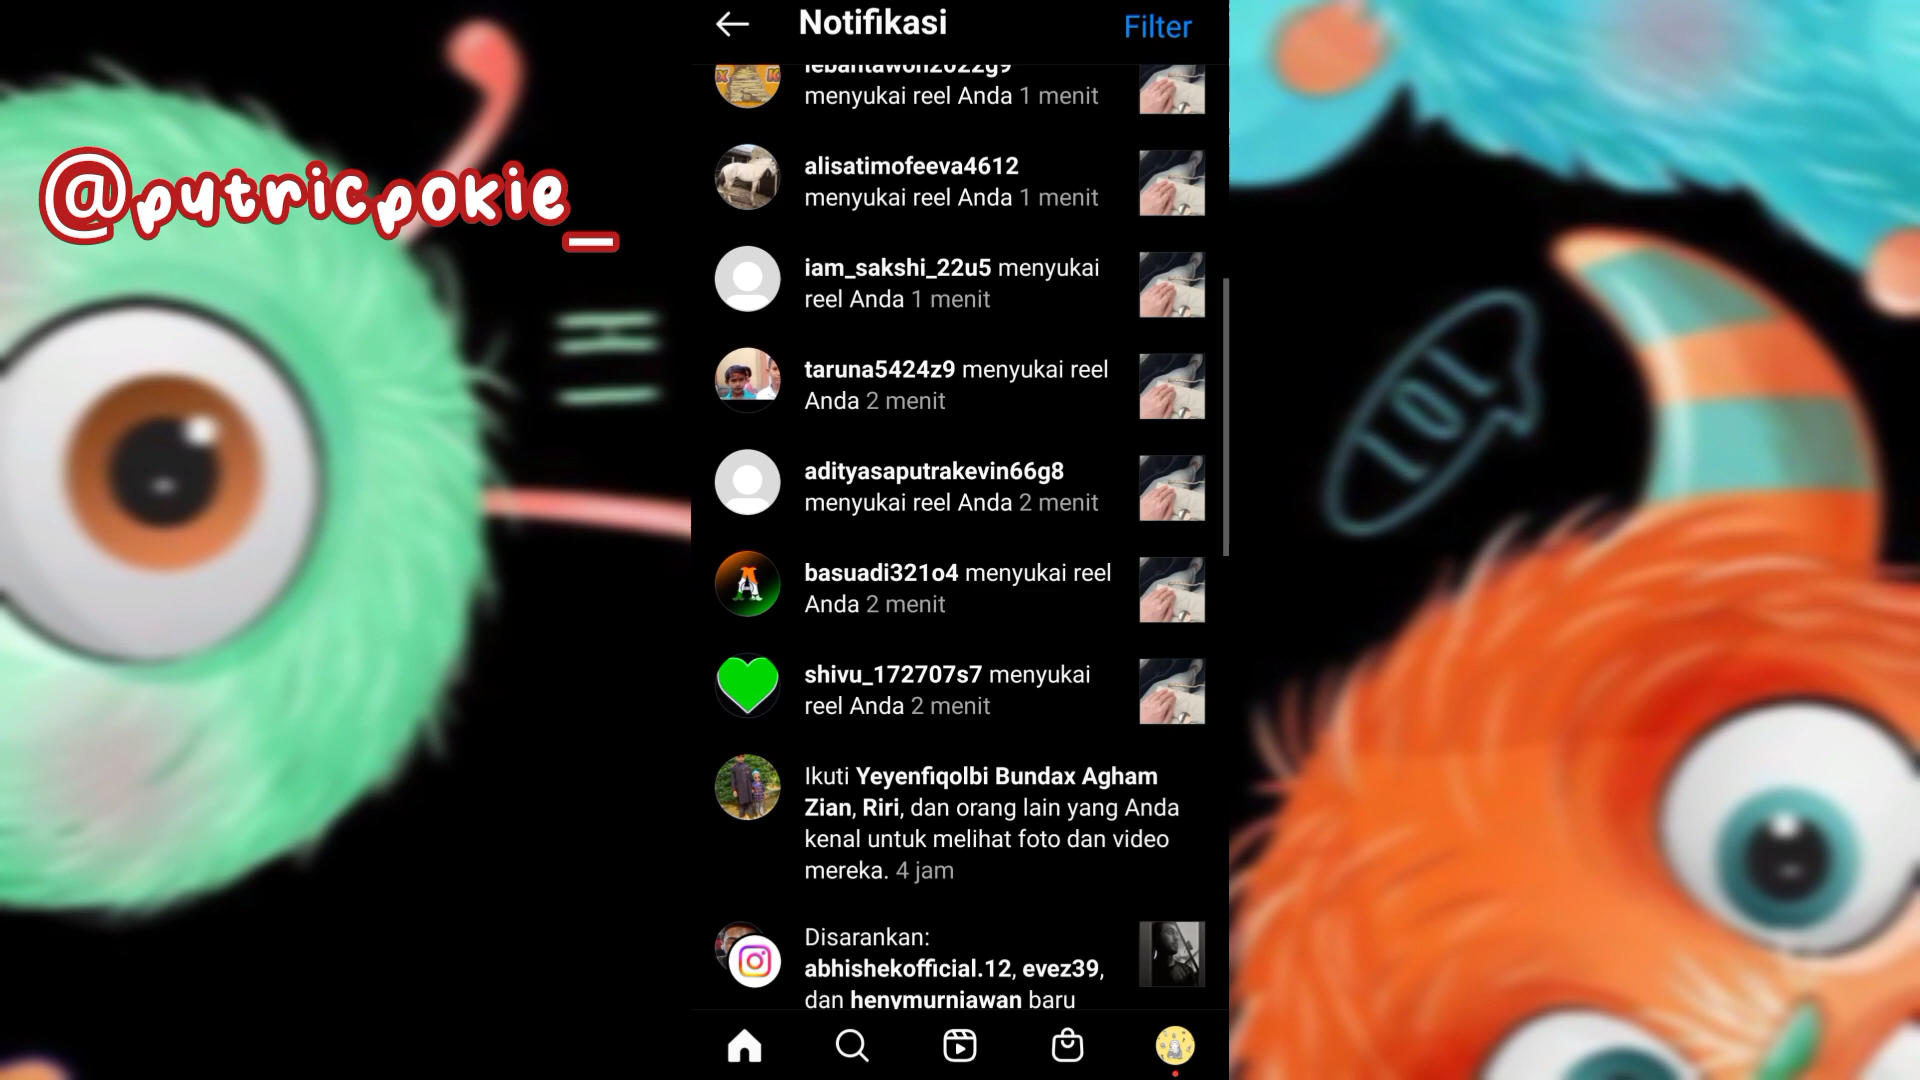 Notifikasi
Filter
@putricpokie_
menyukai reel Anda 1 menit
alisatimofeeva4612
menyukai reel Anda 1 menit
iam_sakshi_22u5 menyukai
reel Anda 1 menit
taruna5424z9 menyukai reel
Anda 2 menit
adityasaputrakevin66g8
menyukai reel Anda 2 menit
basuadi321o4 menyukai reel
Anda 2 menit
shivu_172707s7 menyukai
reel Anda 2 menit
Ikuti Yeyenfiqolbi Bundax Agham
Zian, Riri, dan orang lain yang Anda
kenal untuk melihat foto dan video
mereka. 4 jam
Disarankan:
abhishekofficial.12, evez39,
dan henymurniawan baru
A